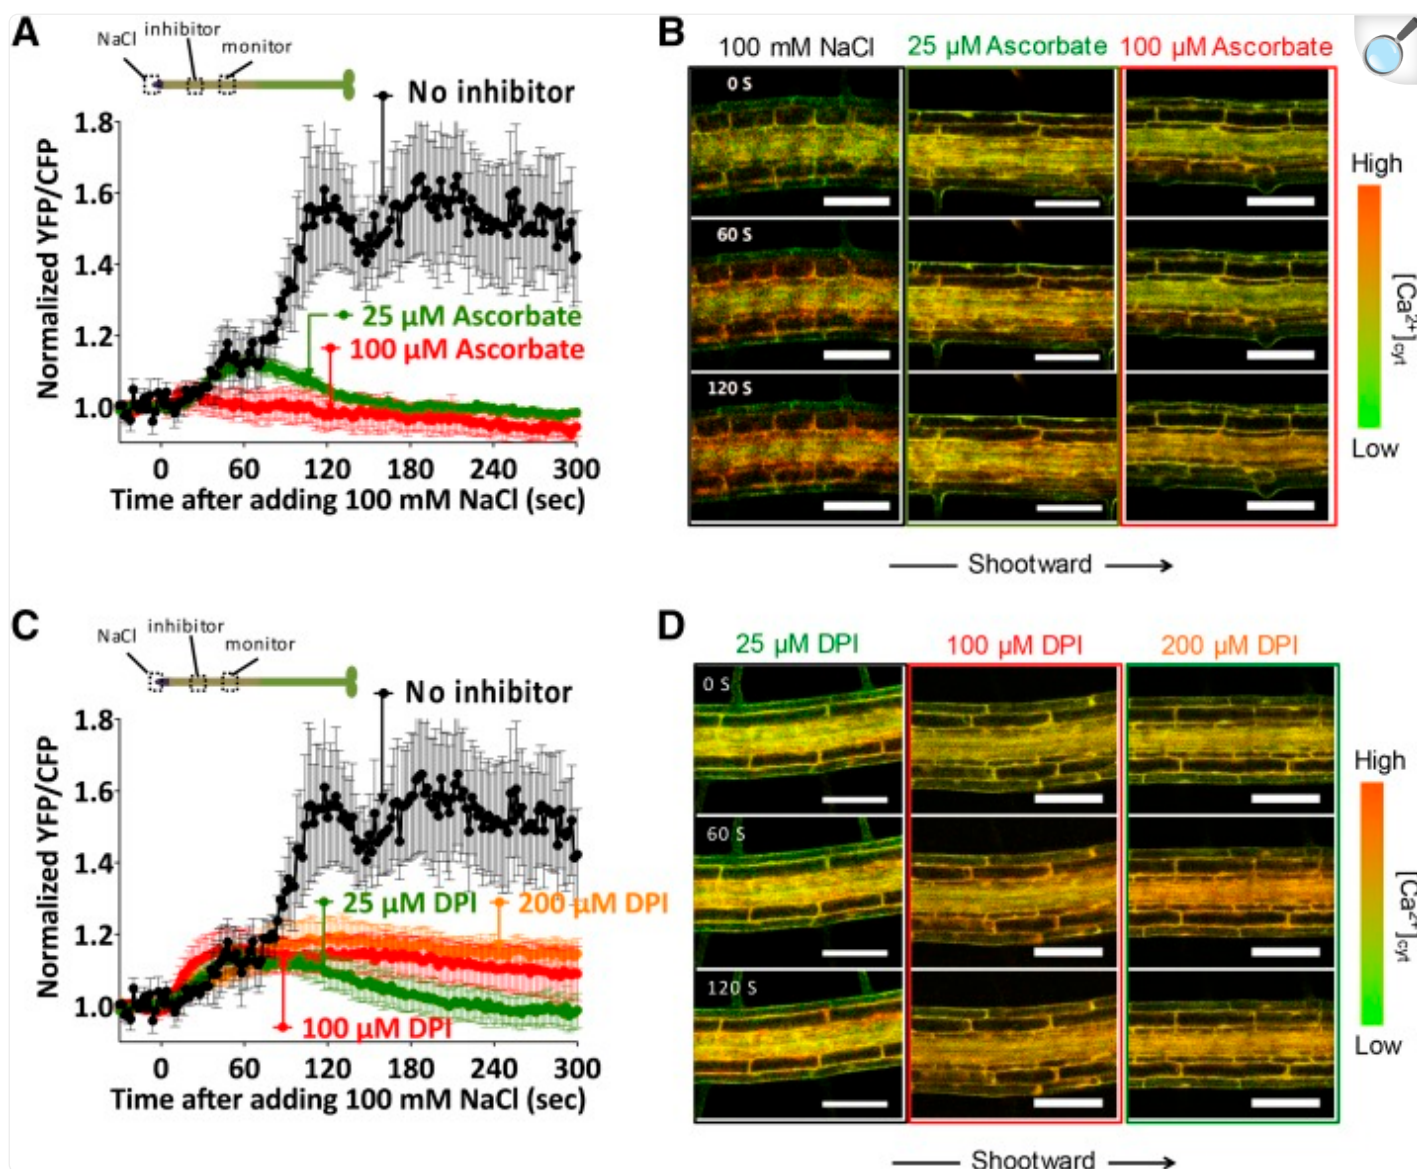 A
NaCl
inhibitor
monitor
No inhibitor
1.8
1.6
1.4
1.2
1.0
Normalized YFP/CFP
25 µM Ascorbate
100 µM Ascorbate
0 60 120 180 240 300
Time after adding 100 mM NaCl (sec)
B
100 mM NaCl 25 µM Ascorbate 100 µM Ascorbate
0 S
60 S
120 S
High
[Ca²⁺]cyt
Low
Shootward
C
NaCl
inhibitor
monitor
No inhibitor
1.8
1.6
1.4
1.2
1.0
Normalized YFP/CFP
25 µM DPI
200 µM DPI
100 µM DPI
0 60 120 180 240 300
Time after adding 100 mM NaCl (sec)
D
25 µM DPI 100 µM DPI 200 µM DPI
0 S
60 S
120 S
High
[Ca²⁺]cyt
Low
Shootward